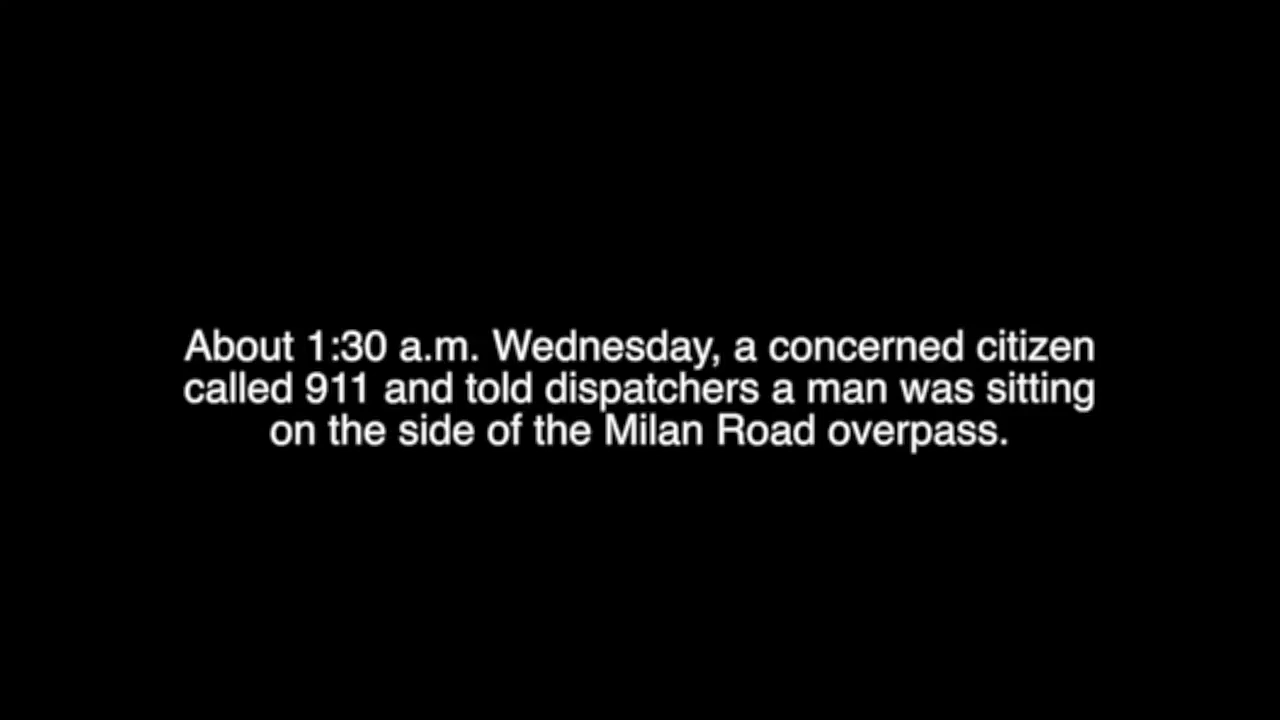 About 1:30 a.m. Wednesday, a concerned citizen
called 911 and told dispatchers a man was sitting
on the side of the Milan Road overpass.